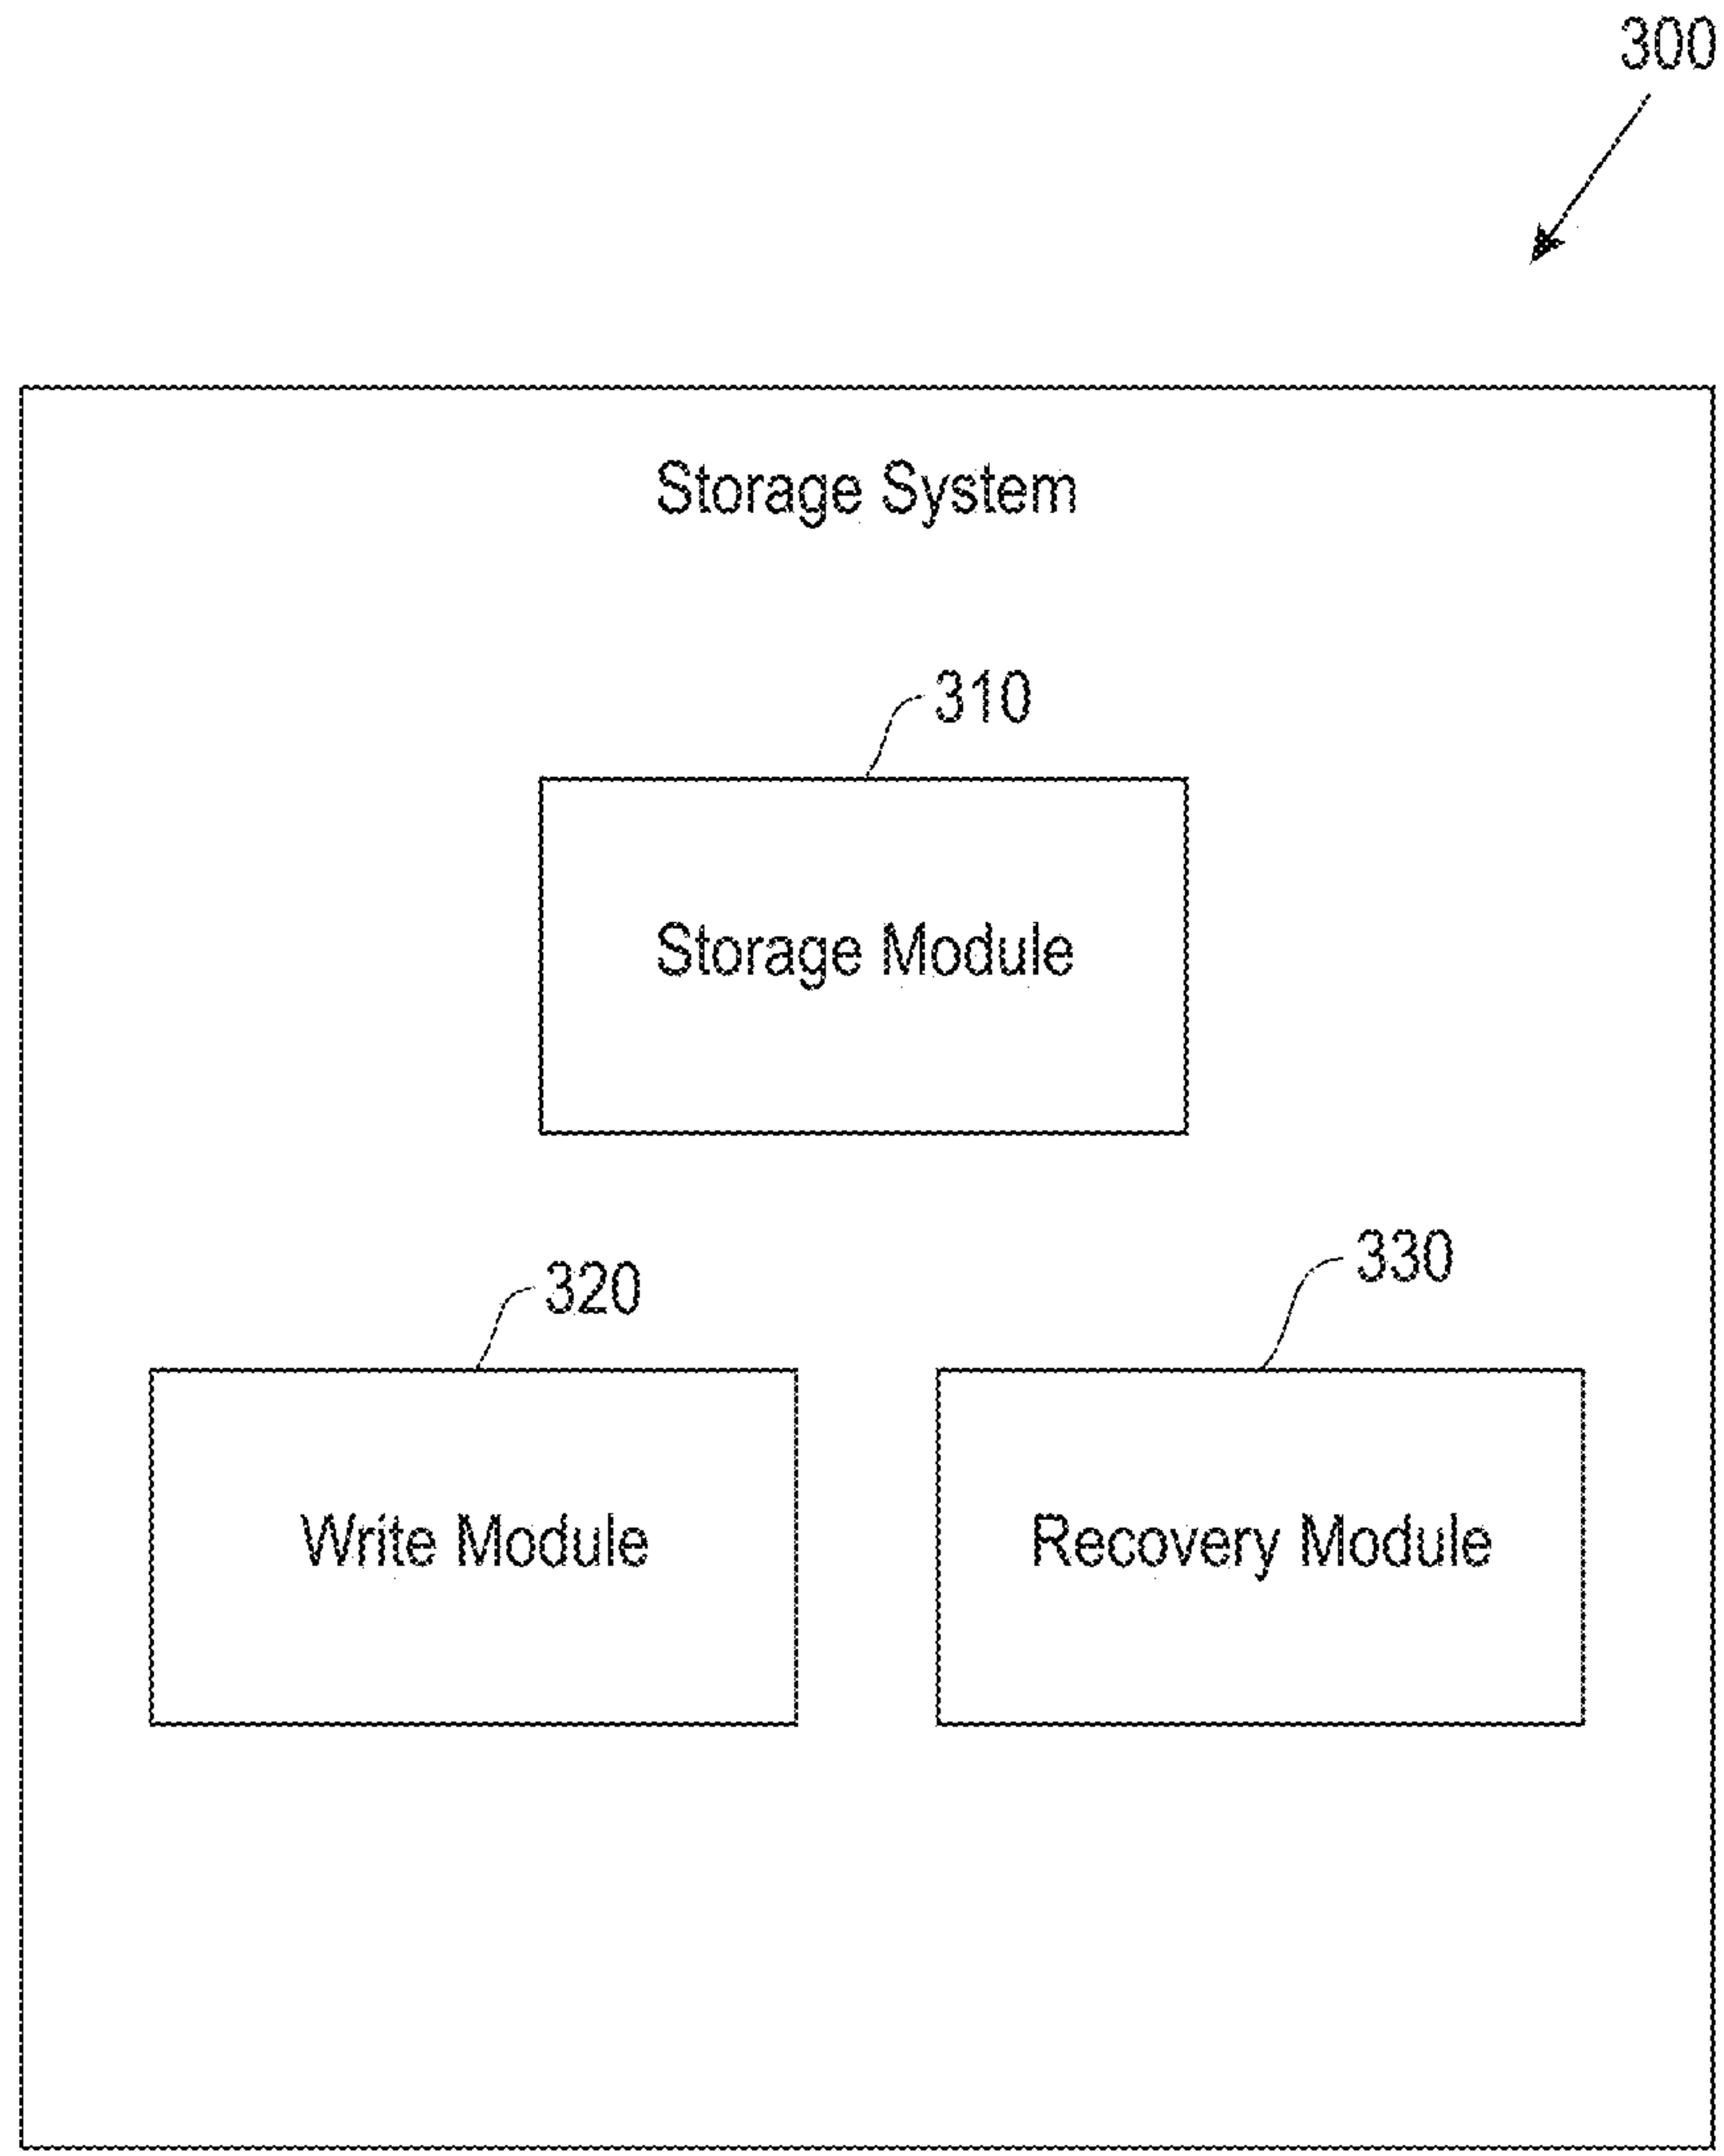 300
Storage System
310
Storage Module
320
330
Write Module
Recovery Module